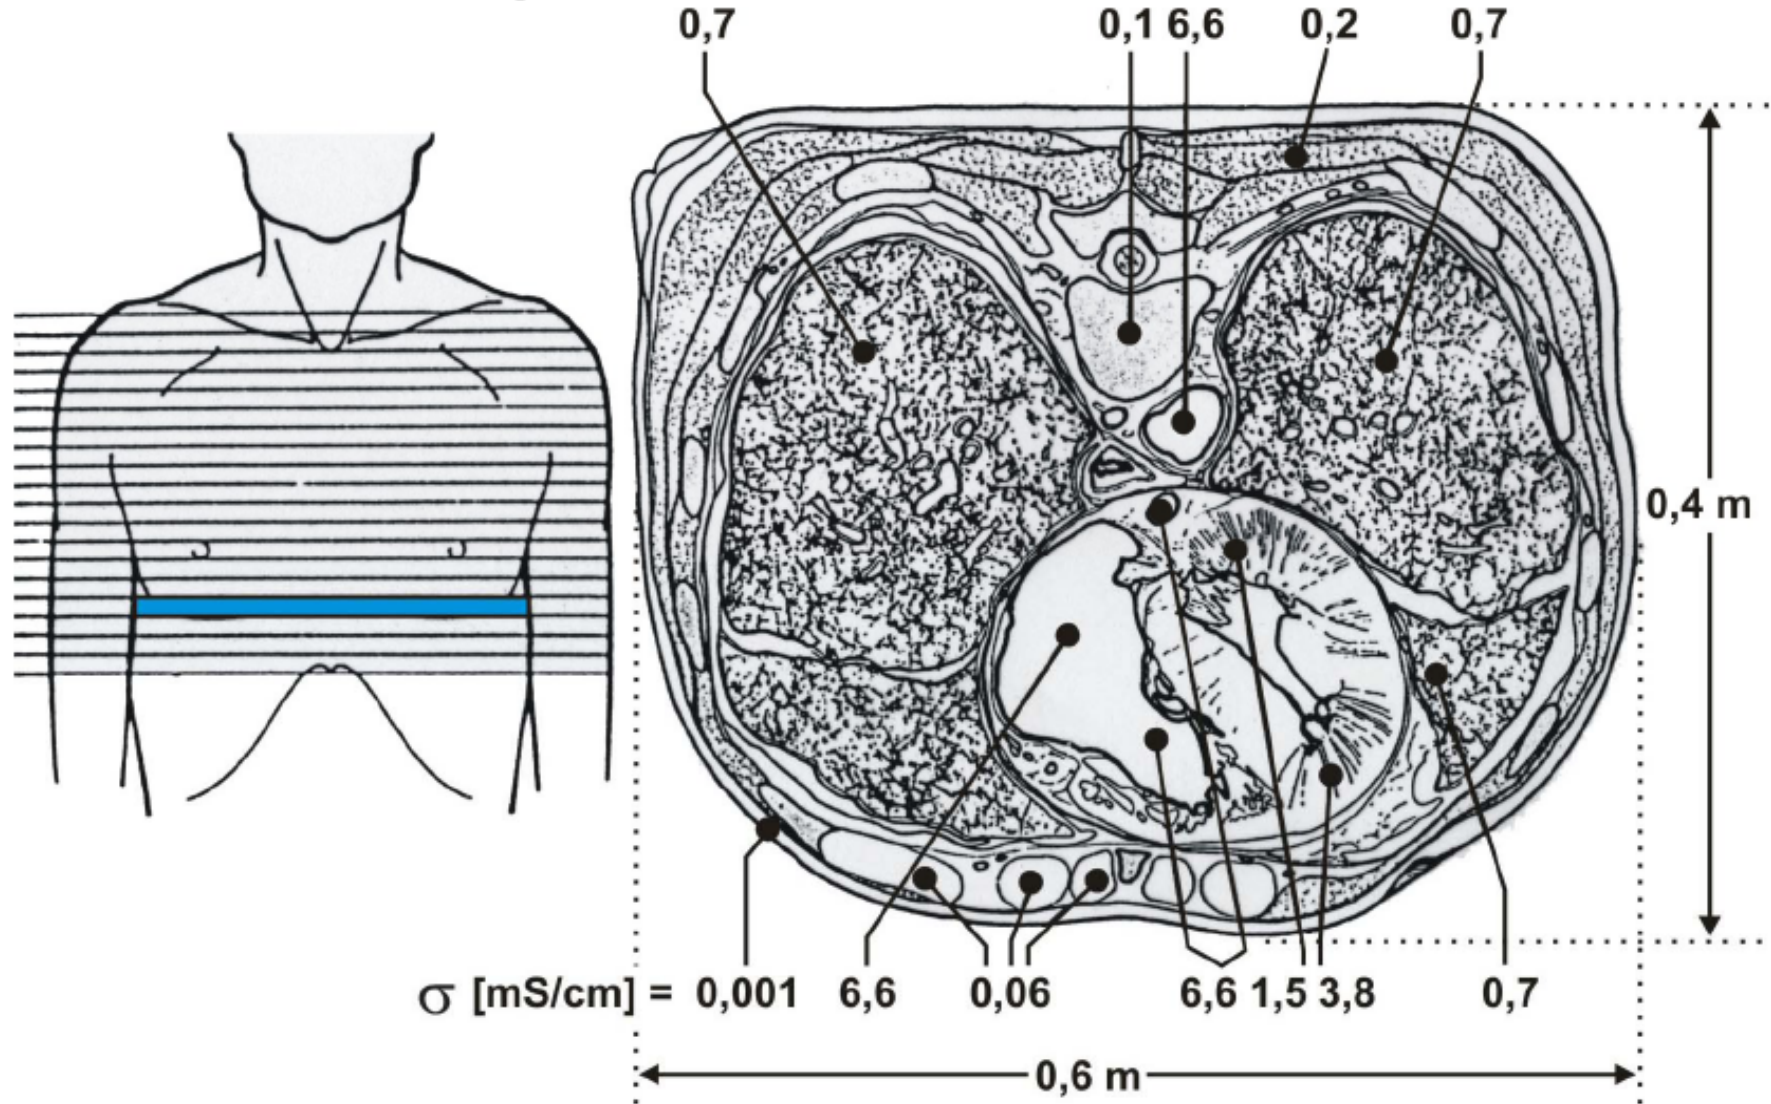 0,7 0,1 6,6 0,2 0,7
0,4 m
σ [mS/cm] = 0,001 6,6 0,06 6,6 1,5 3,8 0,7
0,6 m